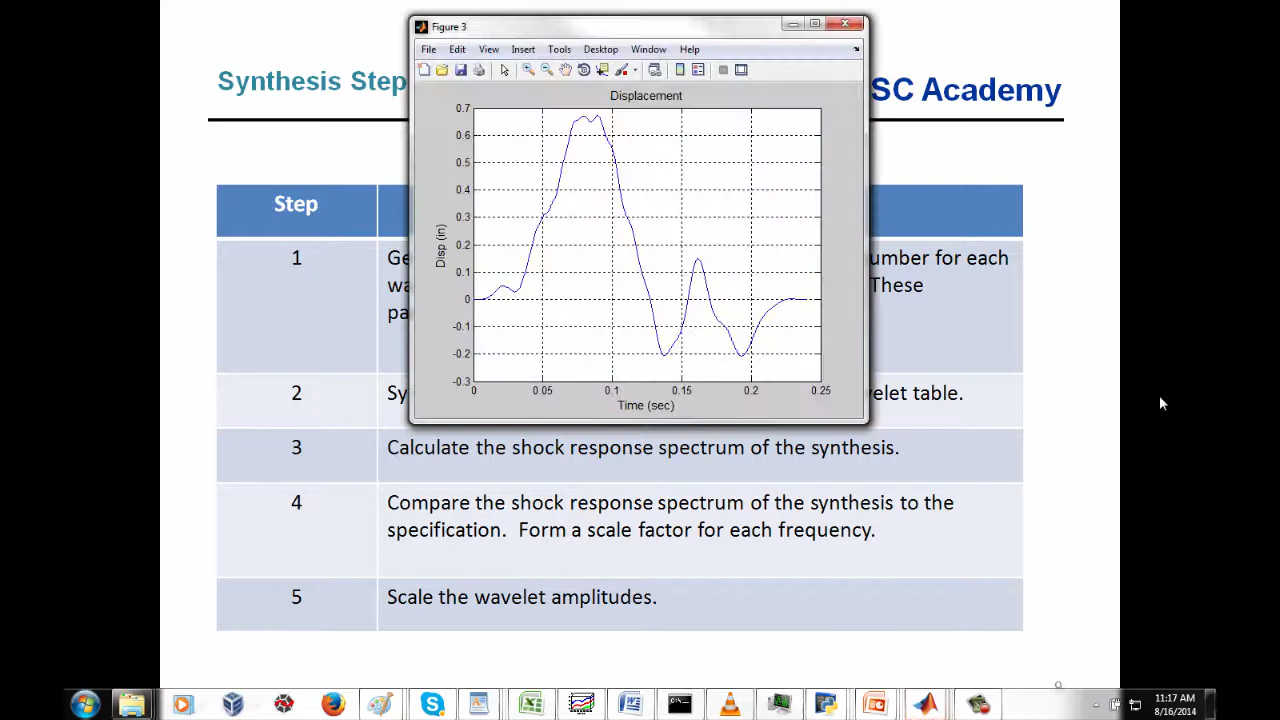 Figure 3
File Edit View Insert Tools Desktop Window Help
Synthesis Step
SC Academy
Displacement
0.7
0.6
0.5
0.4
0.3
0.2
0.1
0
-0.1
-0.2
-0.3
Disp (in)
0 0.05 0.1 0.15 0.2 0.25
Time (sec)
Step
1
umber for each
These
2
elet table.
3 Calculate the shock response spectrum of the synthesis.
4 Compare the shock response spectrum of the synthesis to the
specification. Form a scale factor for each frequency.
5 Scale the wavelet amplitudes.
9
11:17 AM
8/16/2014